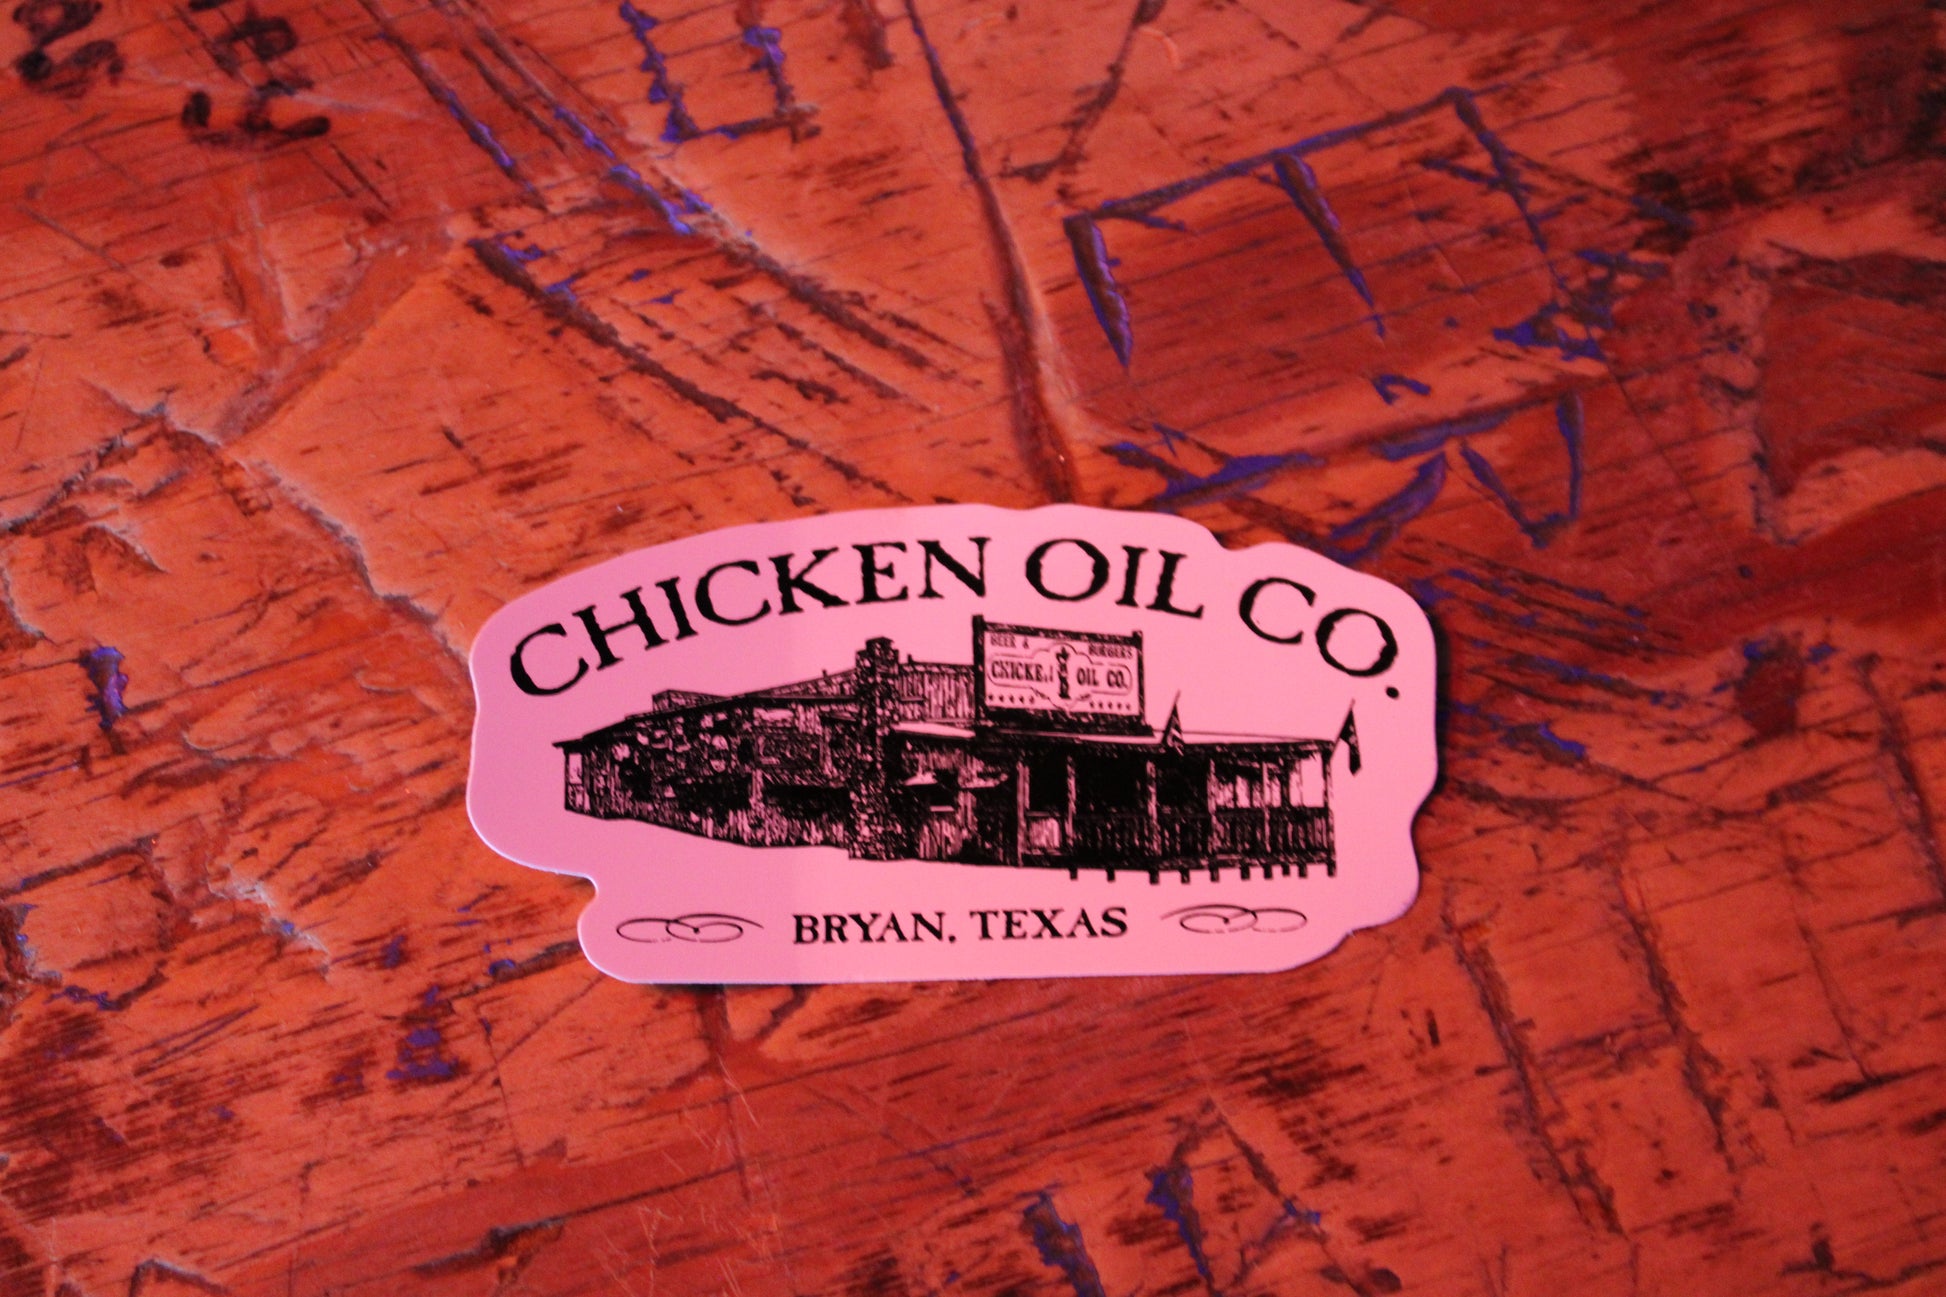 CHICKEN OIL CO.
BEER & BURGERS
CHICKEN OIL CO.
BRYAN, TEXAS